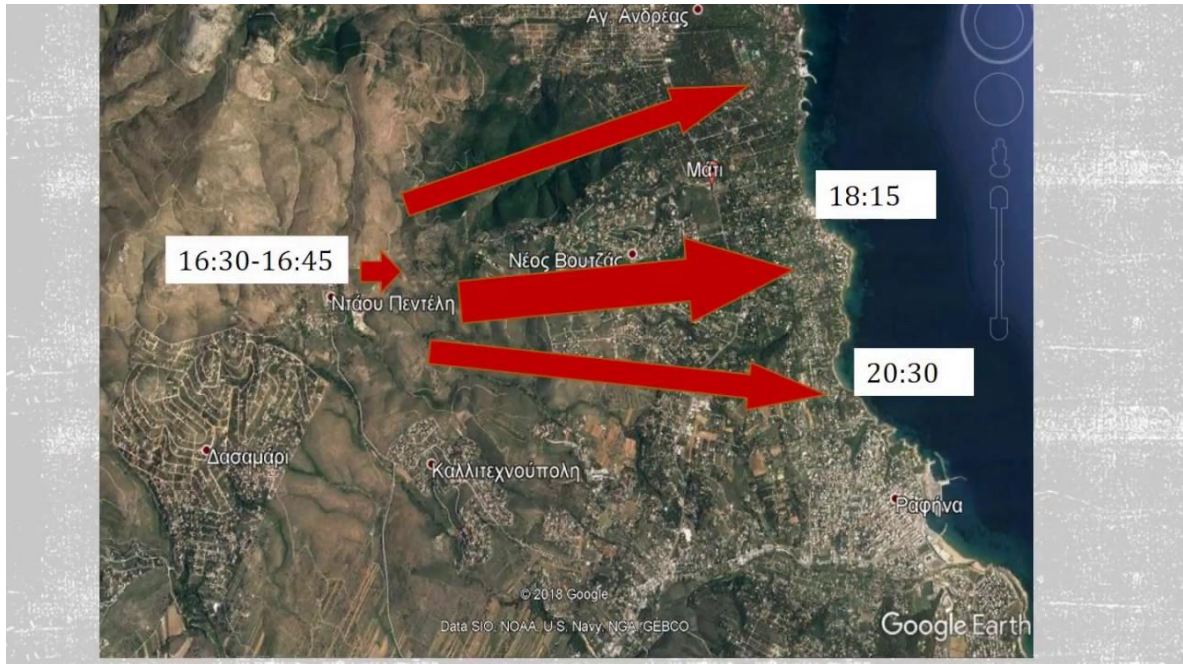 Αγ. Ανδρέας
Μάτι
18:15
16:30-16:45
Νέος Βουτζάς
Ντάου Πεντέλη
20:30
Δασαμάρι
Καλλιτεχνούπολη
Ραφήνα
© 2018 Google
Data SIO, NOAA, U.S. Navy, NGA, GEBCO
Google Earth